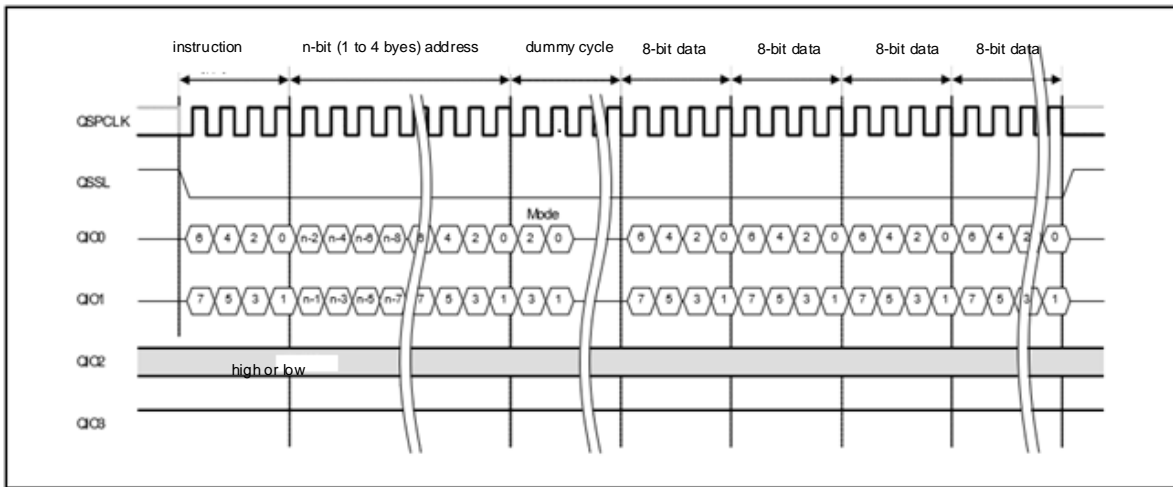 instruction n-bit (1 to 4 byes) address dummy cycle 8-bit data 8-bit data 8-bit data 8-bit data
QSPCLK
QSSL
Mode
QIO0 6 4 2 0 n-2 n-4 n-6 n-8 6 4 2 0 2 0 6 4 2 0 6 4 2 0 6 4 2 0 6 4 2 0
QIO1 7 5 3 1 n-1 n-3 n-5 n-7 7 5 3 1 3 1 7 5 3 1 7 5 3 1 7 5 3 1 7 5 3 1
QIO2
high or low
QIO3